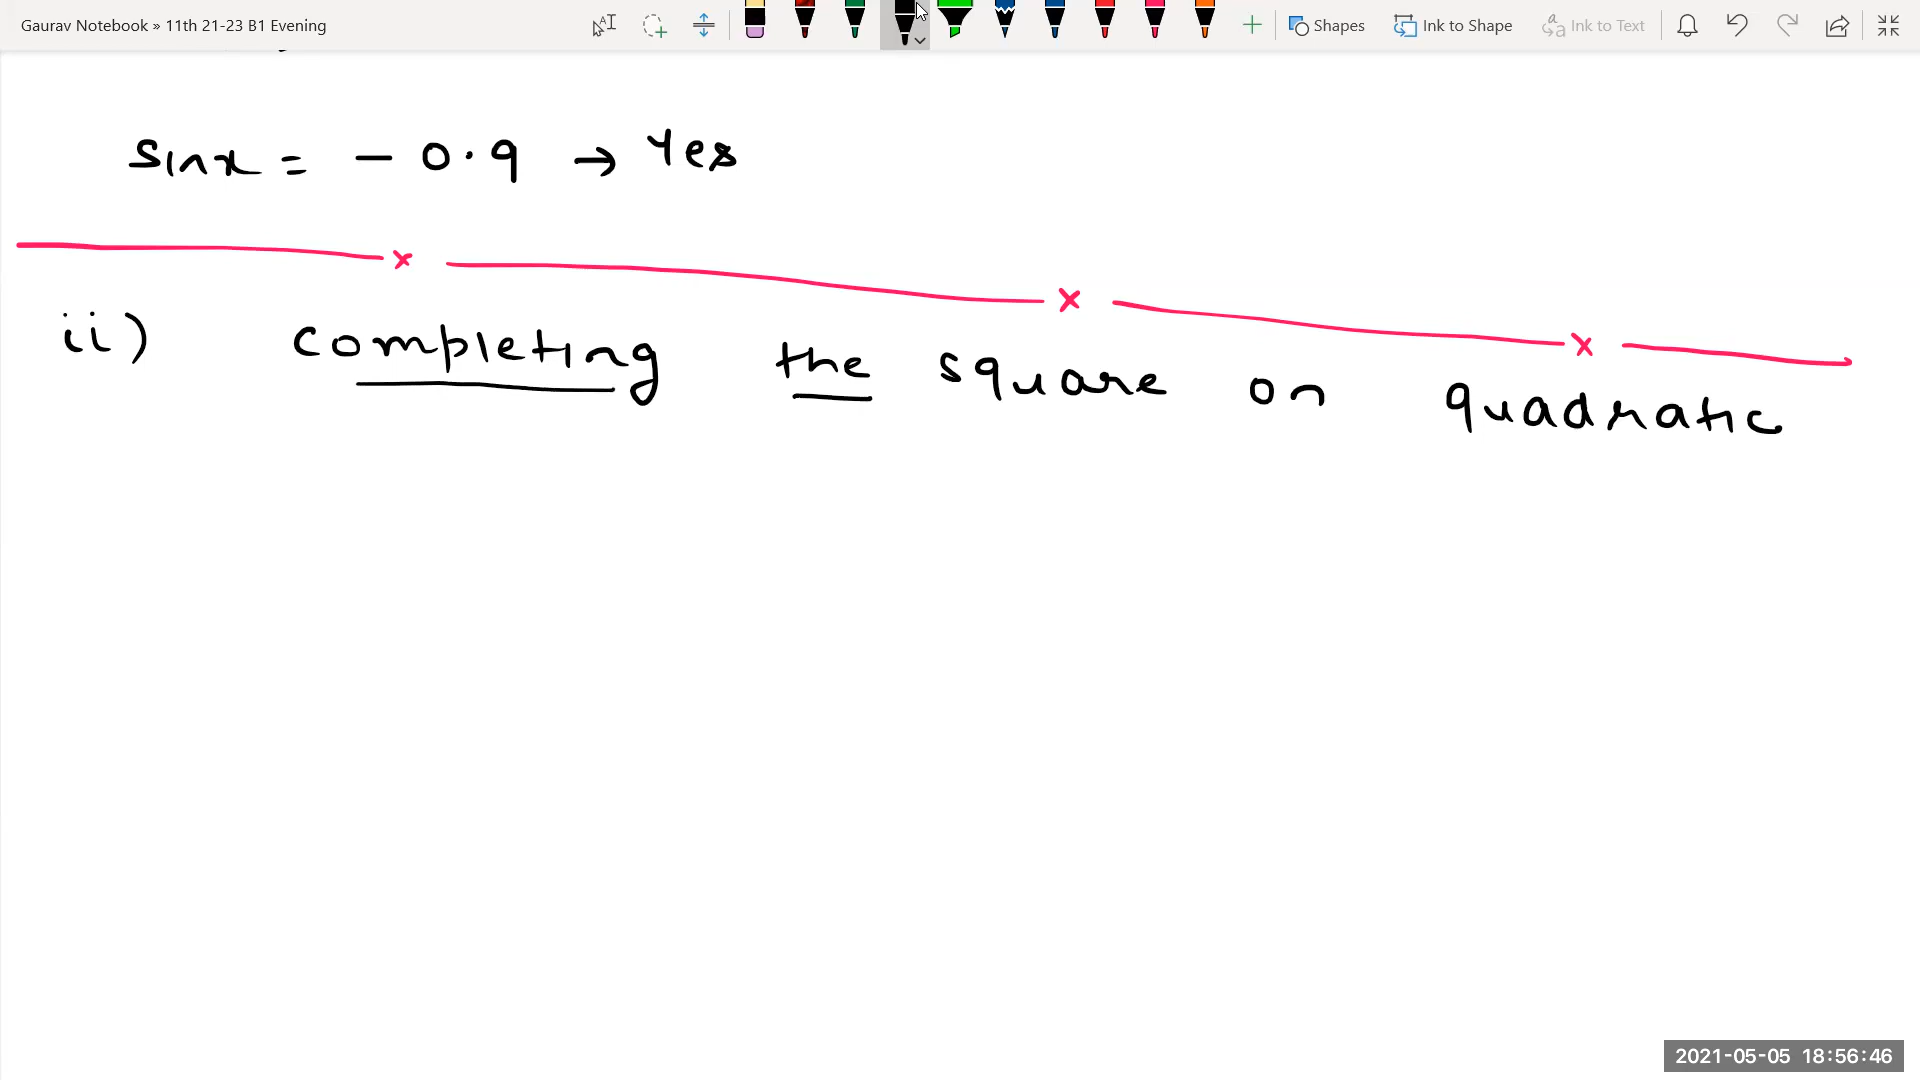 Gaurav Notebook » 11th 21-23 B1 Evening
Shapes
Ink to Shape
Ink to Text
sinx = - 0.9 → Yes
ii) completing the square on quadratic
2021-05-05 18:56:46